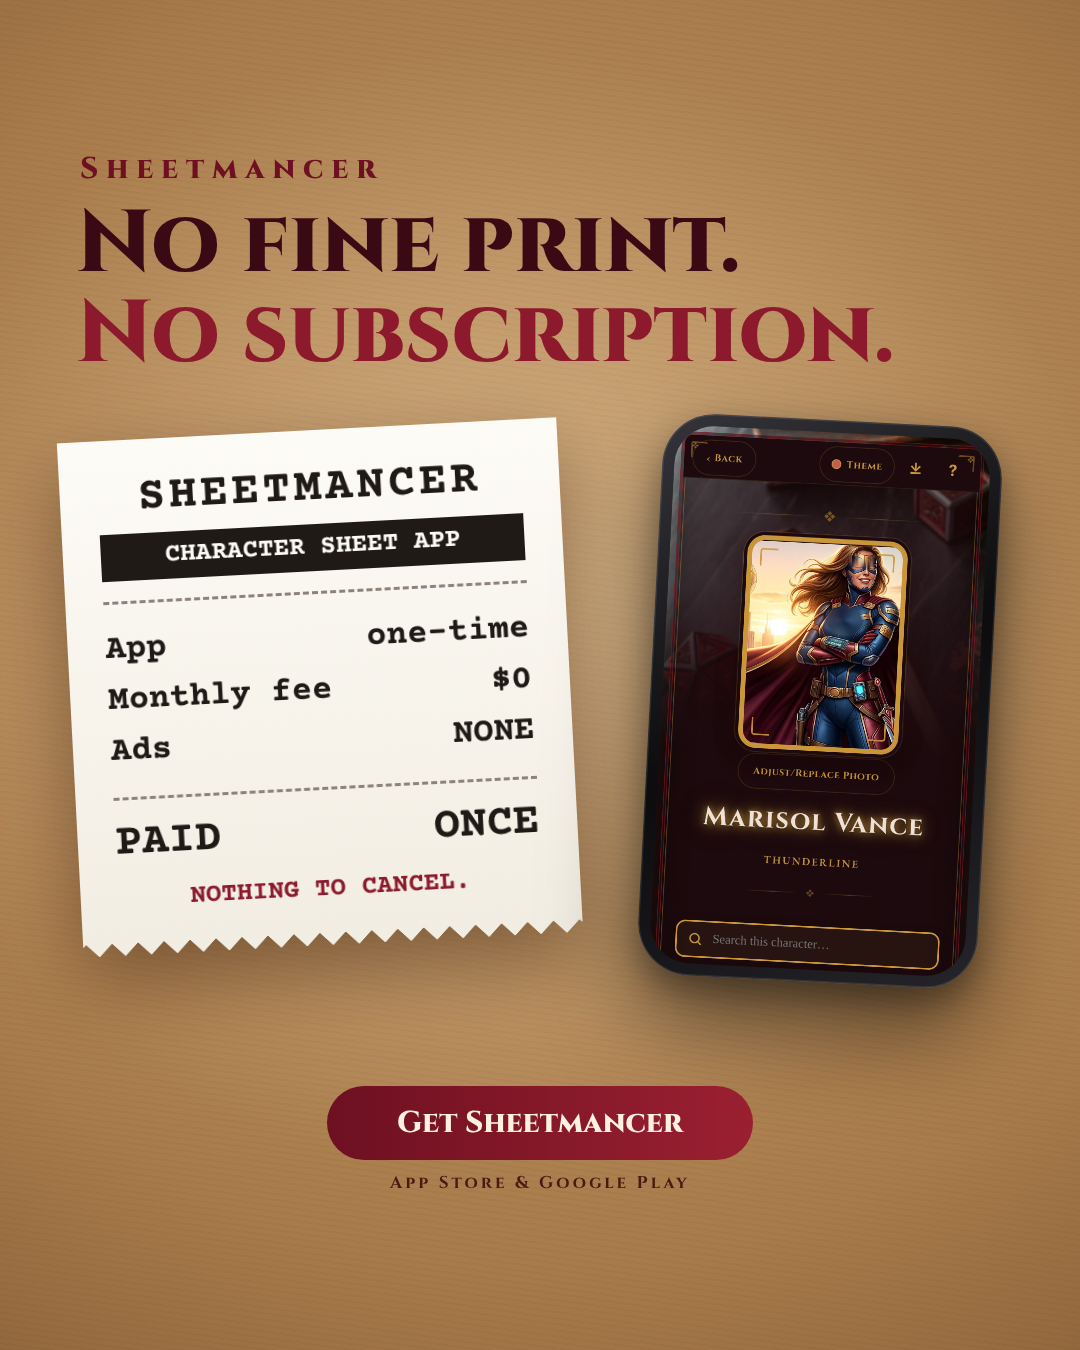 Sheetmancer
No fine print.
No subscription.
SHEETMANCER
CHARACTER SHEET APP
App one-time
Monthly fee $0
Ads NONE
PAID ONCE
NOTHING TO CANCEL.
‹ Back Theme ?
Adjust/Replace Photo
Marisol Vance
Thunderline
Search this character…
Get Sheetmancer
App Store & Google Play